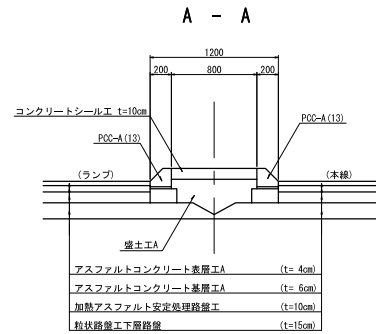 A - A
1200
200 800 200
コンクリートシール工 t=10cm
PCC-A(13)
PCC-A(13)
(ランプ)
(本線)
盛土工A
アスファルトコンクリート表層工A (t= 4cm)
アスファルトコンクリート基層工A (t= 6cm)
加熱アスファルト安定処理路盤工 (t=10cm)
粒状路盤工下層路盤 (t=15cm)